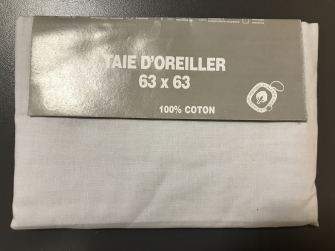 TAIE D'OREILLER
63 x 63
100% COTON